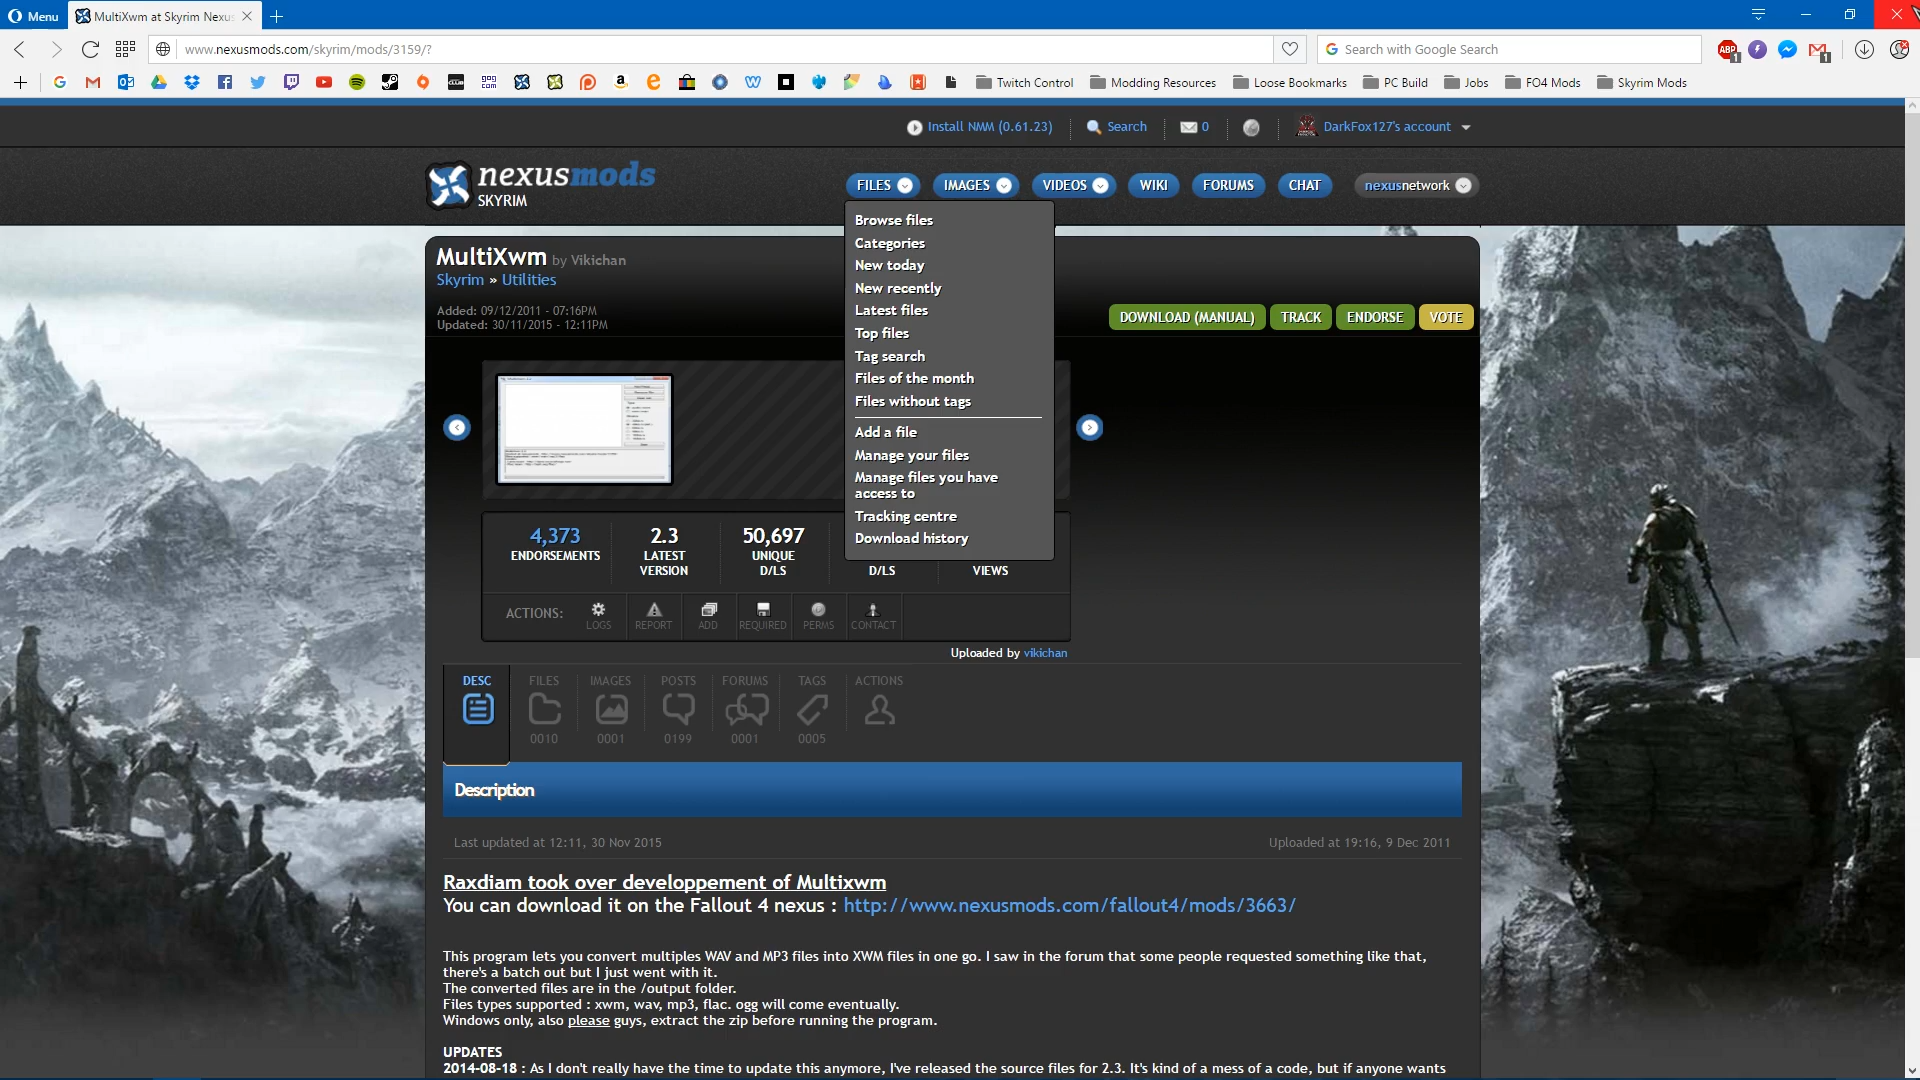 Menu
MultiXwm at Skyrim Nexus
www.nexusmods.com/skyrim/mods/3159/?
Search with Google Search
Twitch Control
Modding Resources
Loose Bookmarks
PC Build
Jobs
FO4 Mods
Skyrim Mods
Install NMM (0.61.23)
Search
0
DarkFox127's account
nexusmods
SKYRIM
FILES
IMAGES
VIDEOS
WIKI
FORUMS
CHAT
nexusnetwork
Browse files
Categories
New today
New recently
Latest files
Top files
Tag search
Files of the month
Files without tags
Add a file
Manage your files
Manage files you have
access to
Tracking centre
Download history
MultiXwm by Vikichan
Skyrim » Utilities
Added: 09/12/2011 - 07:16PM
Updated: 30/11/2015 - 12:11PM
DOWNLOAD (MANUAL)
TRACK
ENDORSE
VOTE
4,373
ENDORSEMENTS
2.3
LATEST
VERSION
50,697
UNIQUE
D/LS
D/LS
VIEWS
ACTIONS:
LOGS
REPORT
ADD
REQUIRED
PERMS
CONTACT
Uploaded by vikichan
DESC
FILES
0010
IMAGES
0001
POSTS
0199
FORUMS
0001
TAGS
0005
ACTIONS
Description
Last updated at 12:11, 30 Nov 2015
Uploaded at 19:16, 9 Dec 2011
Raxdiam took over developpement of Multixwm
You can download it on the Fallout 4 nexus : http://www.nexusmods.com/fallout4/mods/3663/
This program lets you convert multiples WAV and MP3 files into XWM files in one go. I saw in the forum that some people requested something like that,
there's a batch out but I just went with it.
The converted files are in the /output folder.
Files types supported : xwm, wav, mp3, flac. ogg will come eventually.
Windows only, also please guys, extract the zip before running the program.
UPDATES
2014-08-18 : As I don't really have the time to update this anymore, I've released the source files for 2.3. It's kind of a mess of a code, but if anyone wants